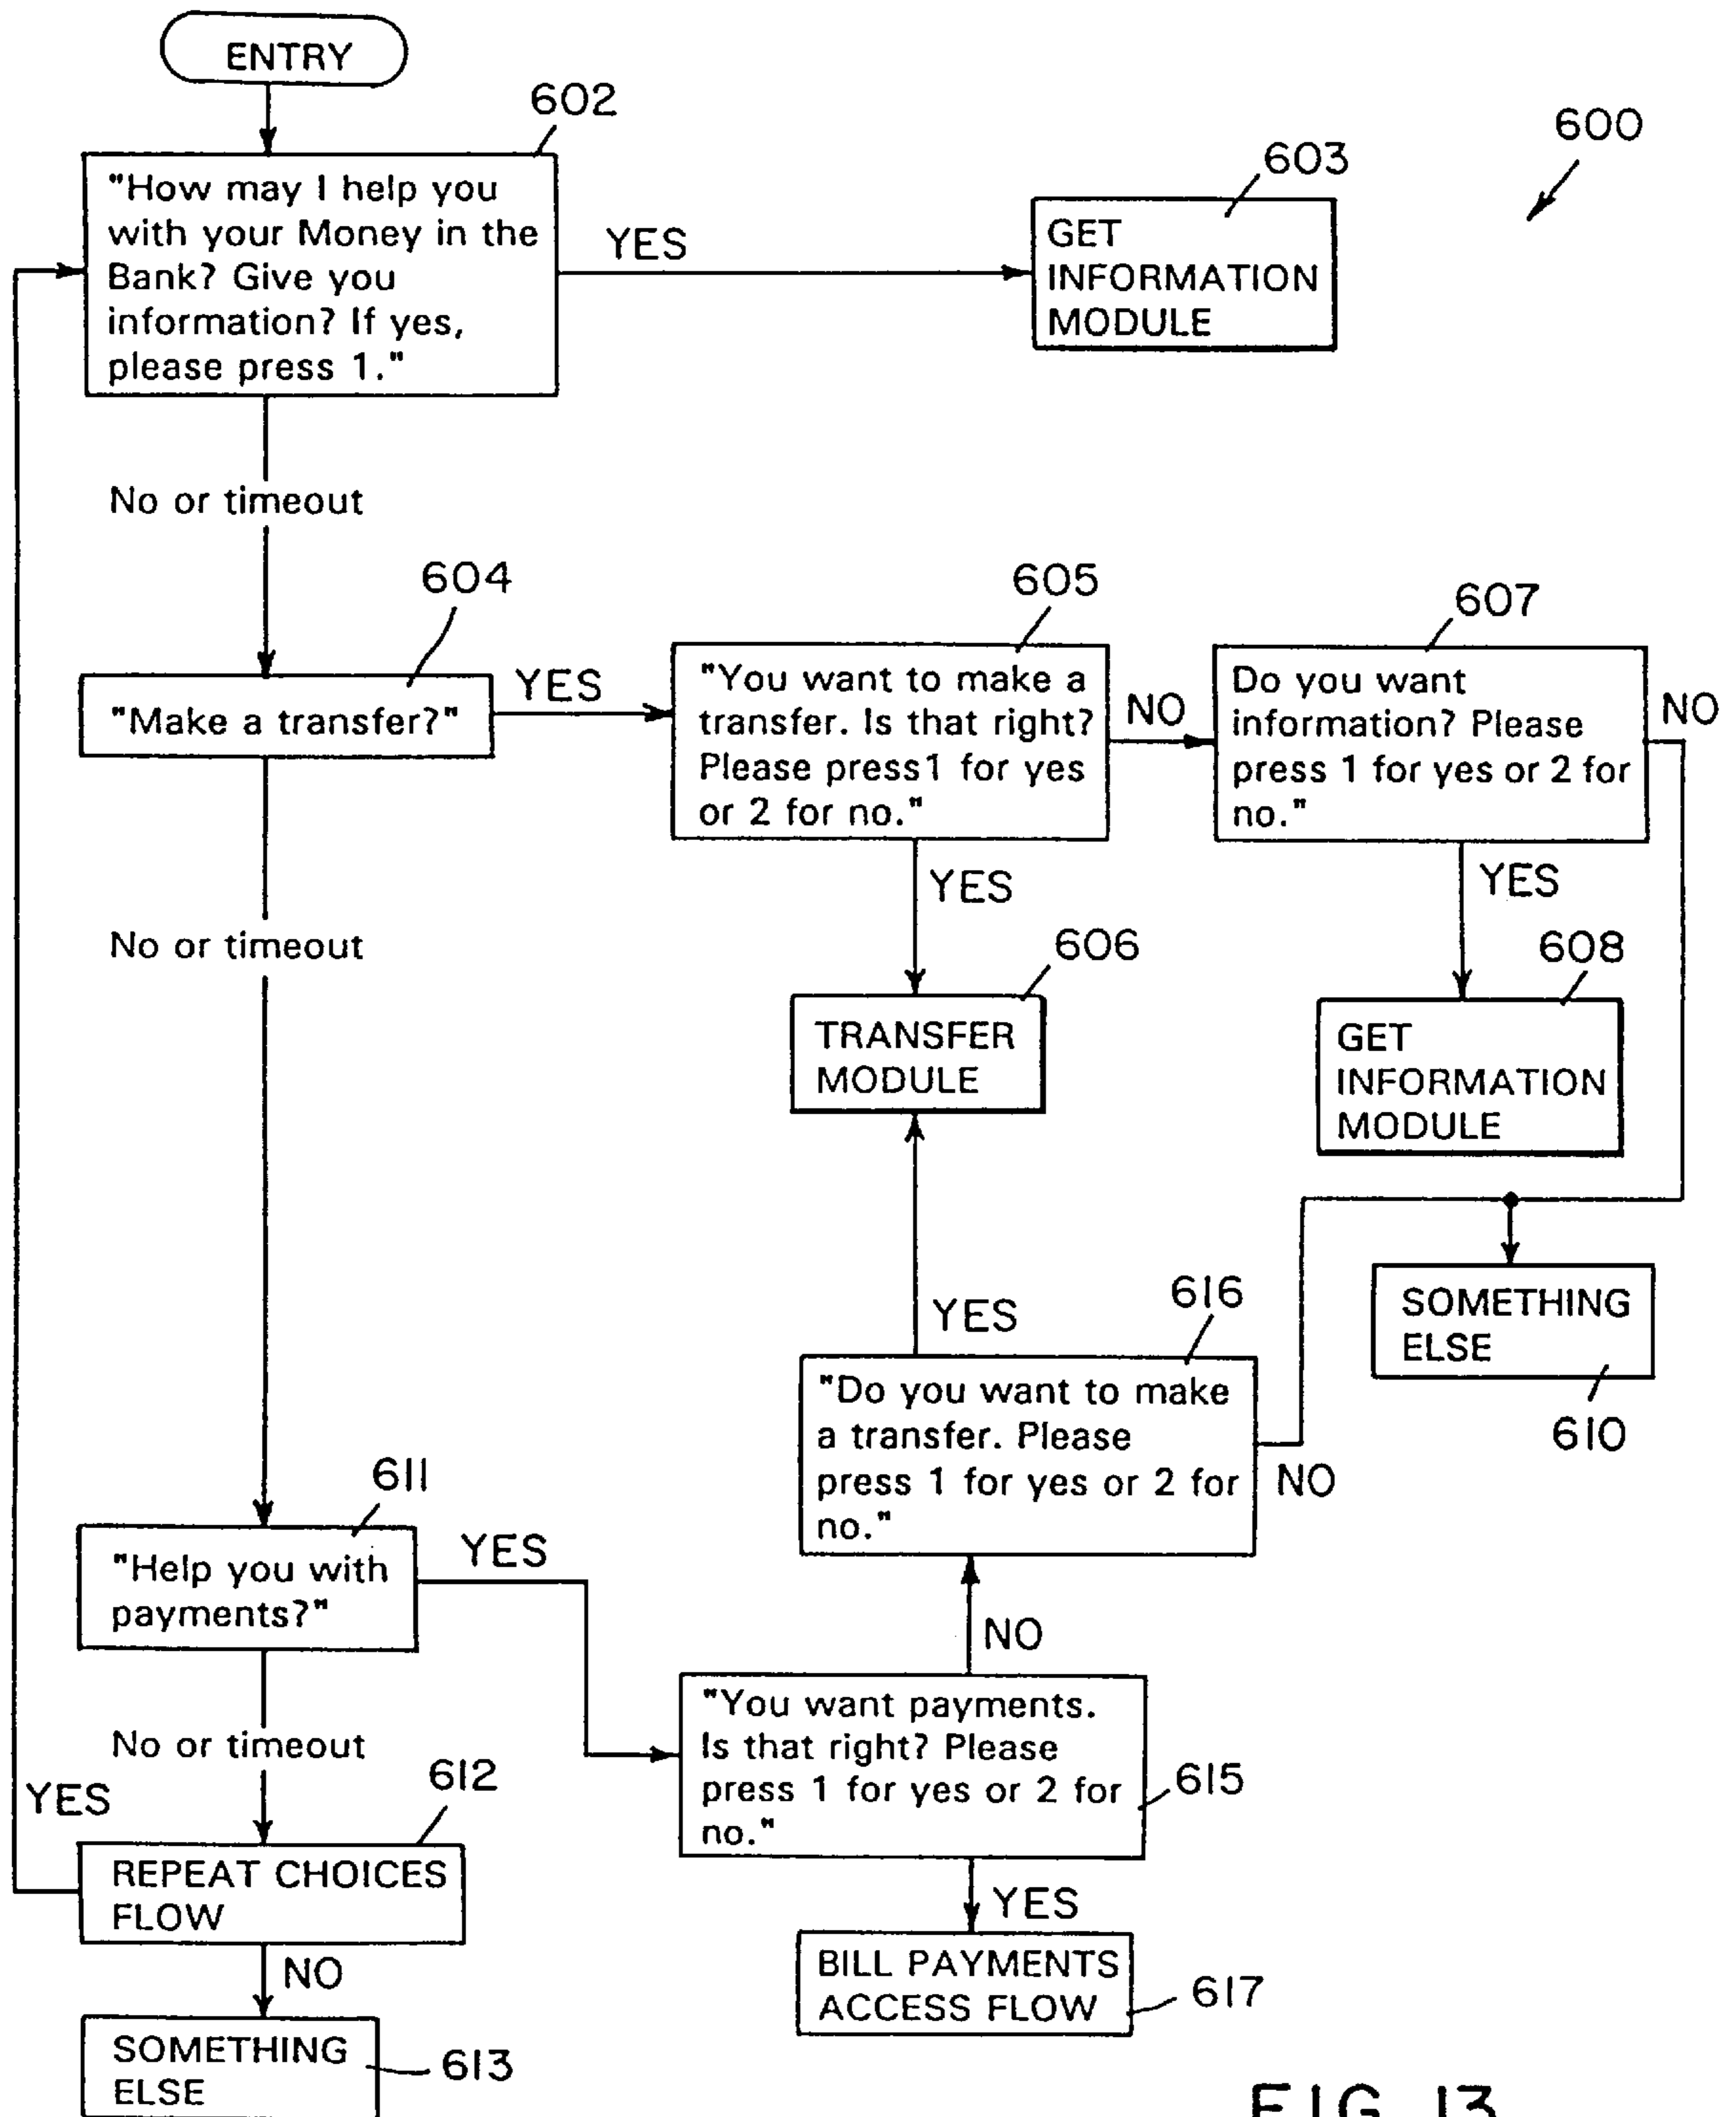 ENTRY
602
600
603
"How may I help you
with your Money in the
Bank? Give you
information? If yes,
please press 1."
YES
GET
INFORMATION
MODULE
No or timeout
604
605
607
"Make a transfer?"
YES
"You want to make a
transfer. Is that right?
Please press1 for yes
or 2 for no."
NO
Do you want
information? Please
press 1 for yes or 2 for
no."
NO
YES
YES
No or timeout
606
608
TRANSFER
MODULE
GET
INFORMATION
MODULE
YES
616
SOMETHING
ELSE
610
"Do you want to make
a transfer. Please
press 1 for yes or 2 for
no."
NO
611
"Help you with
payments?"
YES
NO
No or timeout
"You want payments.
Is that right? Please
press 1 for yes or 2 for
no."
615
YES
612
REPEAT CHOICES
FLOW
YES
NO
BILL PAYMENTS
ACCESS FLOW
617
SOMETHING
ELSE
613
FIG. 13